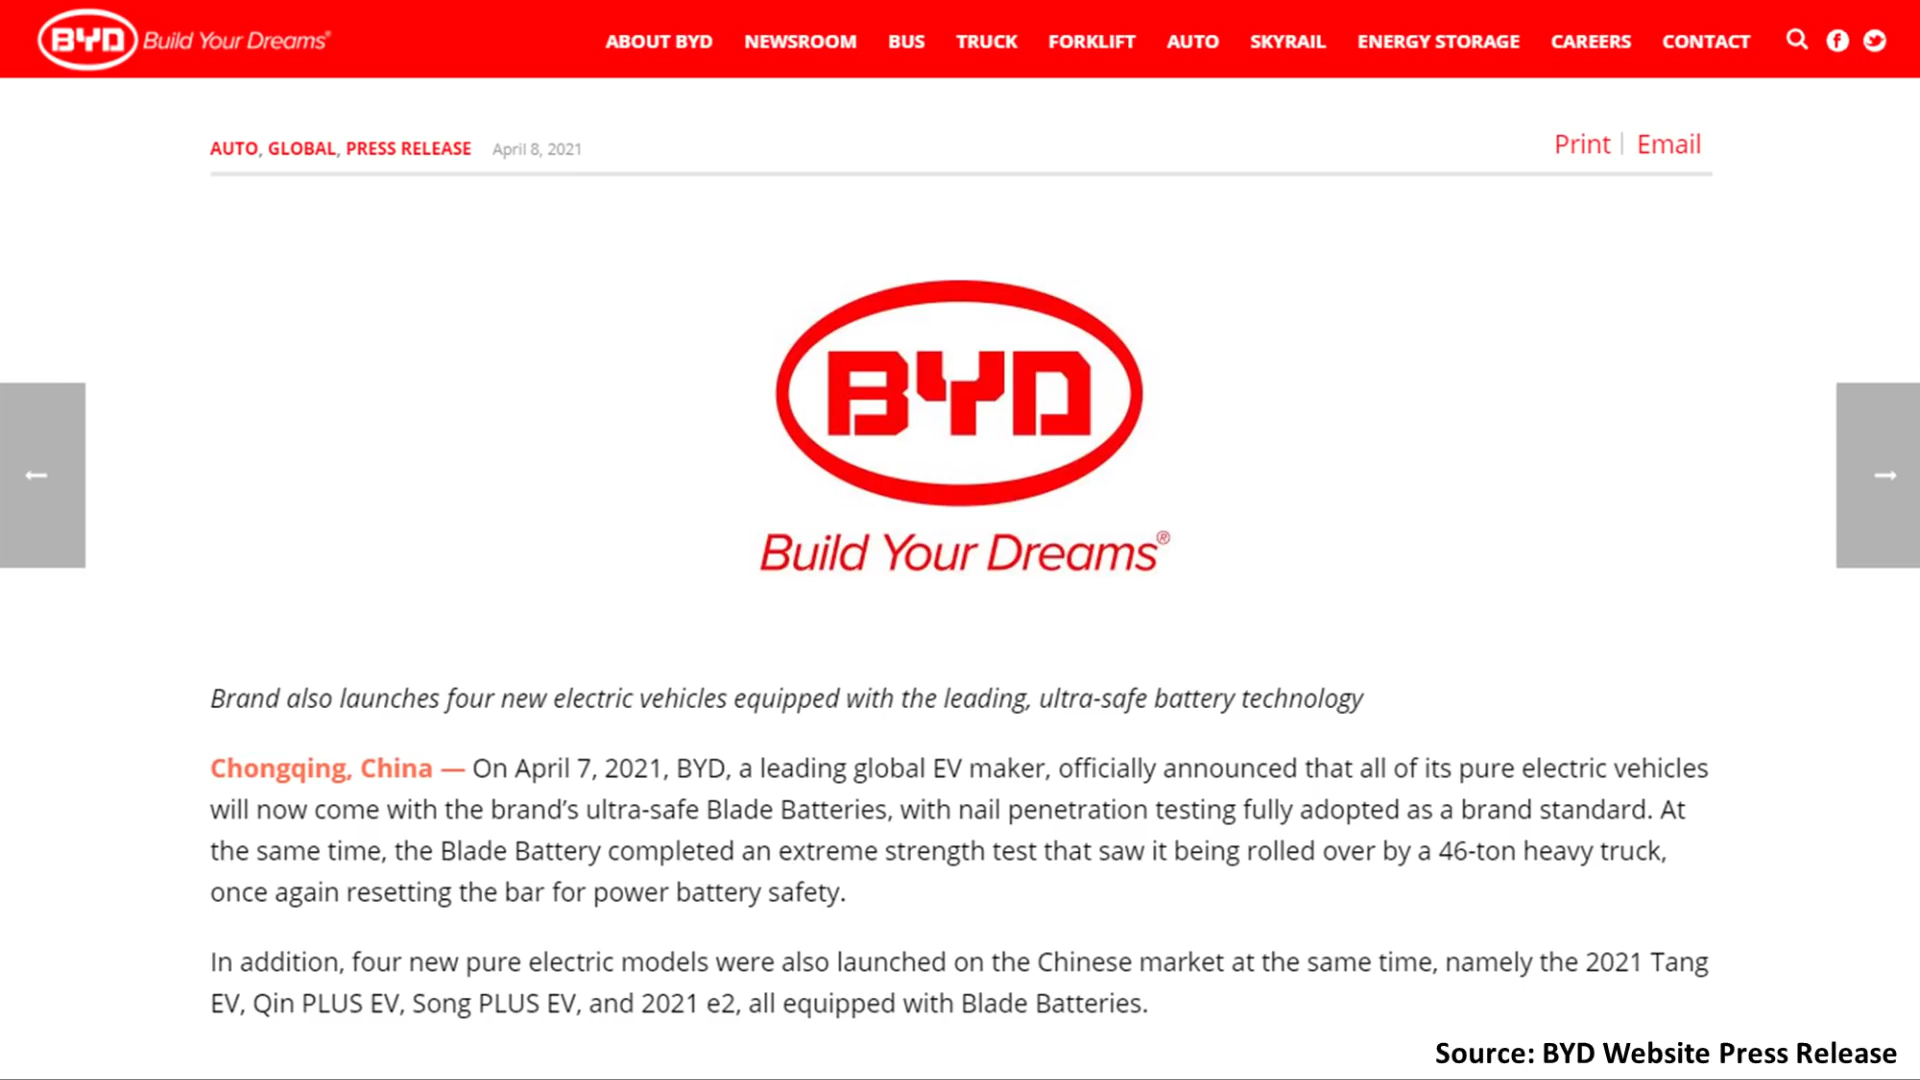 BYD Build Your Dreams®
ABOUT BYD NEWSROOM BUS TRUCK FORKLIFT AUTO SKYRAIL ENERGY STORAGE CAREERS CONTACT
AUTO, GLOBAL, PRESS RELEASE April 8, 2021
Print | Email
BYD
Build Your Dreams®
Brand also launches four new electric vehicles equipped with the leading, ultra-safe battery technology
Chongqing, China — On April 7, 2021, BYD, a leading global EV maker, officially announced that all of its pure electric vehicles
will now come with the brand’s ultra-safe Blade Batteries, with nail penetration testing fully adopted as a brand standard. At
the same time, the Blade Battery completed an extreme strength test that saw it being rolled over by a 46-ton heavy truck,
once again resetting the bar for power battery safety.
In addition, four new pure electric models were also launched on the Chinese market at the same time, namely the 2021 Tang
EV, Qin PLUS EV, Song PLUS EV, and 2021 e2, all equipped with Blade Batteries.
Source: BYD Website Press Release